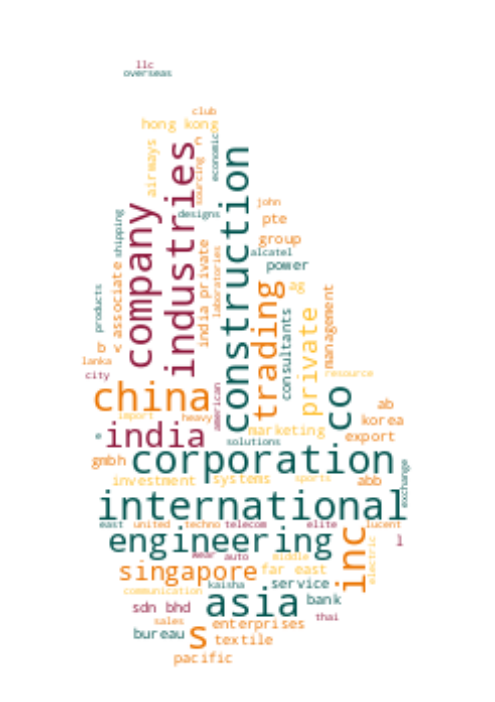 llc
overseas
club
hong kong
airways
industries
sourcing
economic
construction
company
shipping
designs
john
pte
group
alcatel
power
associate
india private
laboratories
trading
ag
consultants
private
management
products
b
v
r
lanka
city
resource
china
american
co
ab
import
heavy
korea
e
india
marketing
export
solutions
gmbh
corporation
investment
systems
sports
abb
exchange
international
east
united
techno
telecom
elite
lucent
engineering
inc
l
wear
auto
middle
electric
singapore
far east
kaisha
service
communication
asia
bank
sdn bhd
thai
sales
enterprises
bureau
s
textile
pacific